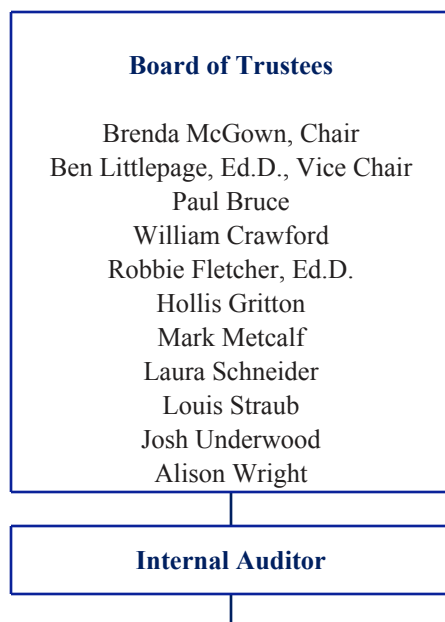 Board of Trustees
Brenda McGown, Chair
Ben Littlepage, Ed.D., Vice Chair
Paul Bruce
William Crawford
Robbie Fletcher, Ed.D.
Hollis Gritton
Mark Metcalf
Laura Schneider
Louis Straub
Josh Underwood
Alison Wright
Internal Auditor